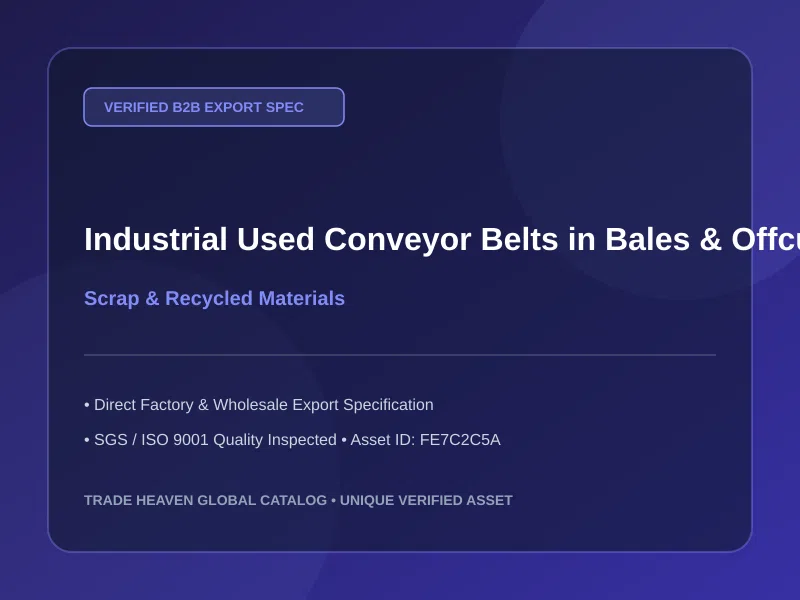 VERIFIED B2B EXPORT SPEC
Industrial Used Conveyor Belts in Bales &
Scrap & Recycled Materials
• Direct Factory & Wholesale Export Specification
• SGS / ISO 9001 Quality Inspected • Asset ID: FE7C2C5A
TRADE HEAVEN GLOBAL CATALOG • UNIQUE VERIFIED ASSET